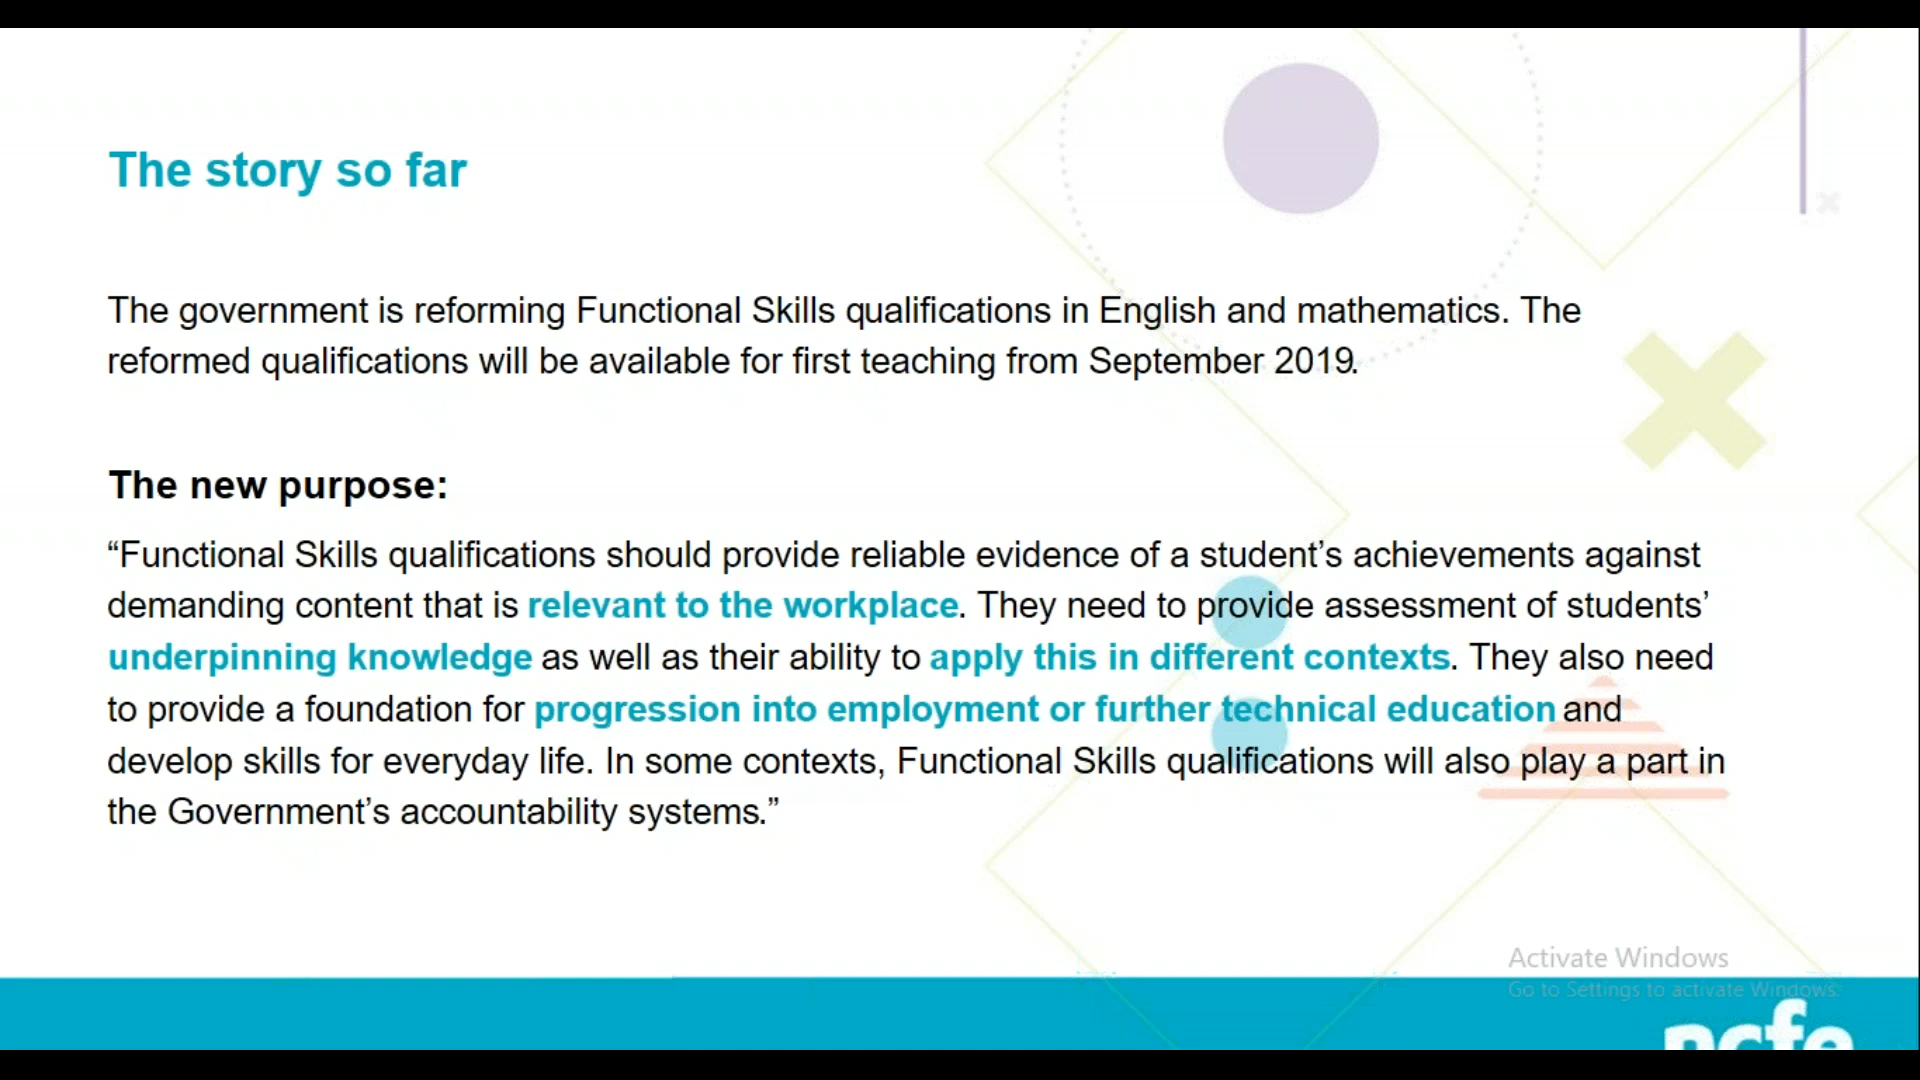 The story so far
The government is reforming Functional Skills qualifications in English and mathematics. The
reformed qualifications will be available for first teaching from September 2019.
The new purpose:
“Functional Skills qualifications should provide reliable evidence of a student’s achievements against
demanding content that is relevant to the workplace. They need to provide assessment of students’
underpinning knowledge as well as their ability to apply this in different contexts. They also need
to provide a foundation for progression into employment or further technical education and
develop skills for everyday life. In some contexts, Functional Skills qualifications will also play a part in
the Government’s accountability systems.”
Activate Windows
Go to Settings to activate Windows.
ncfe